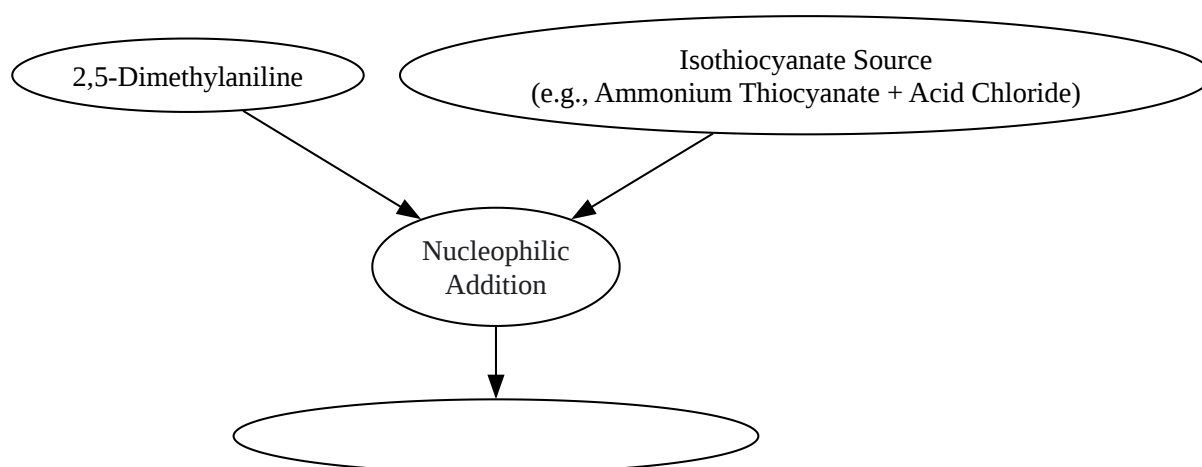 2,5-Dimethylaniline
Isothiocyanate Source
(e.g., Ammonium Thiocyanate + Acid Chloride)
Nucleophilic
Addition